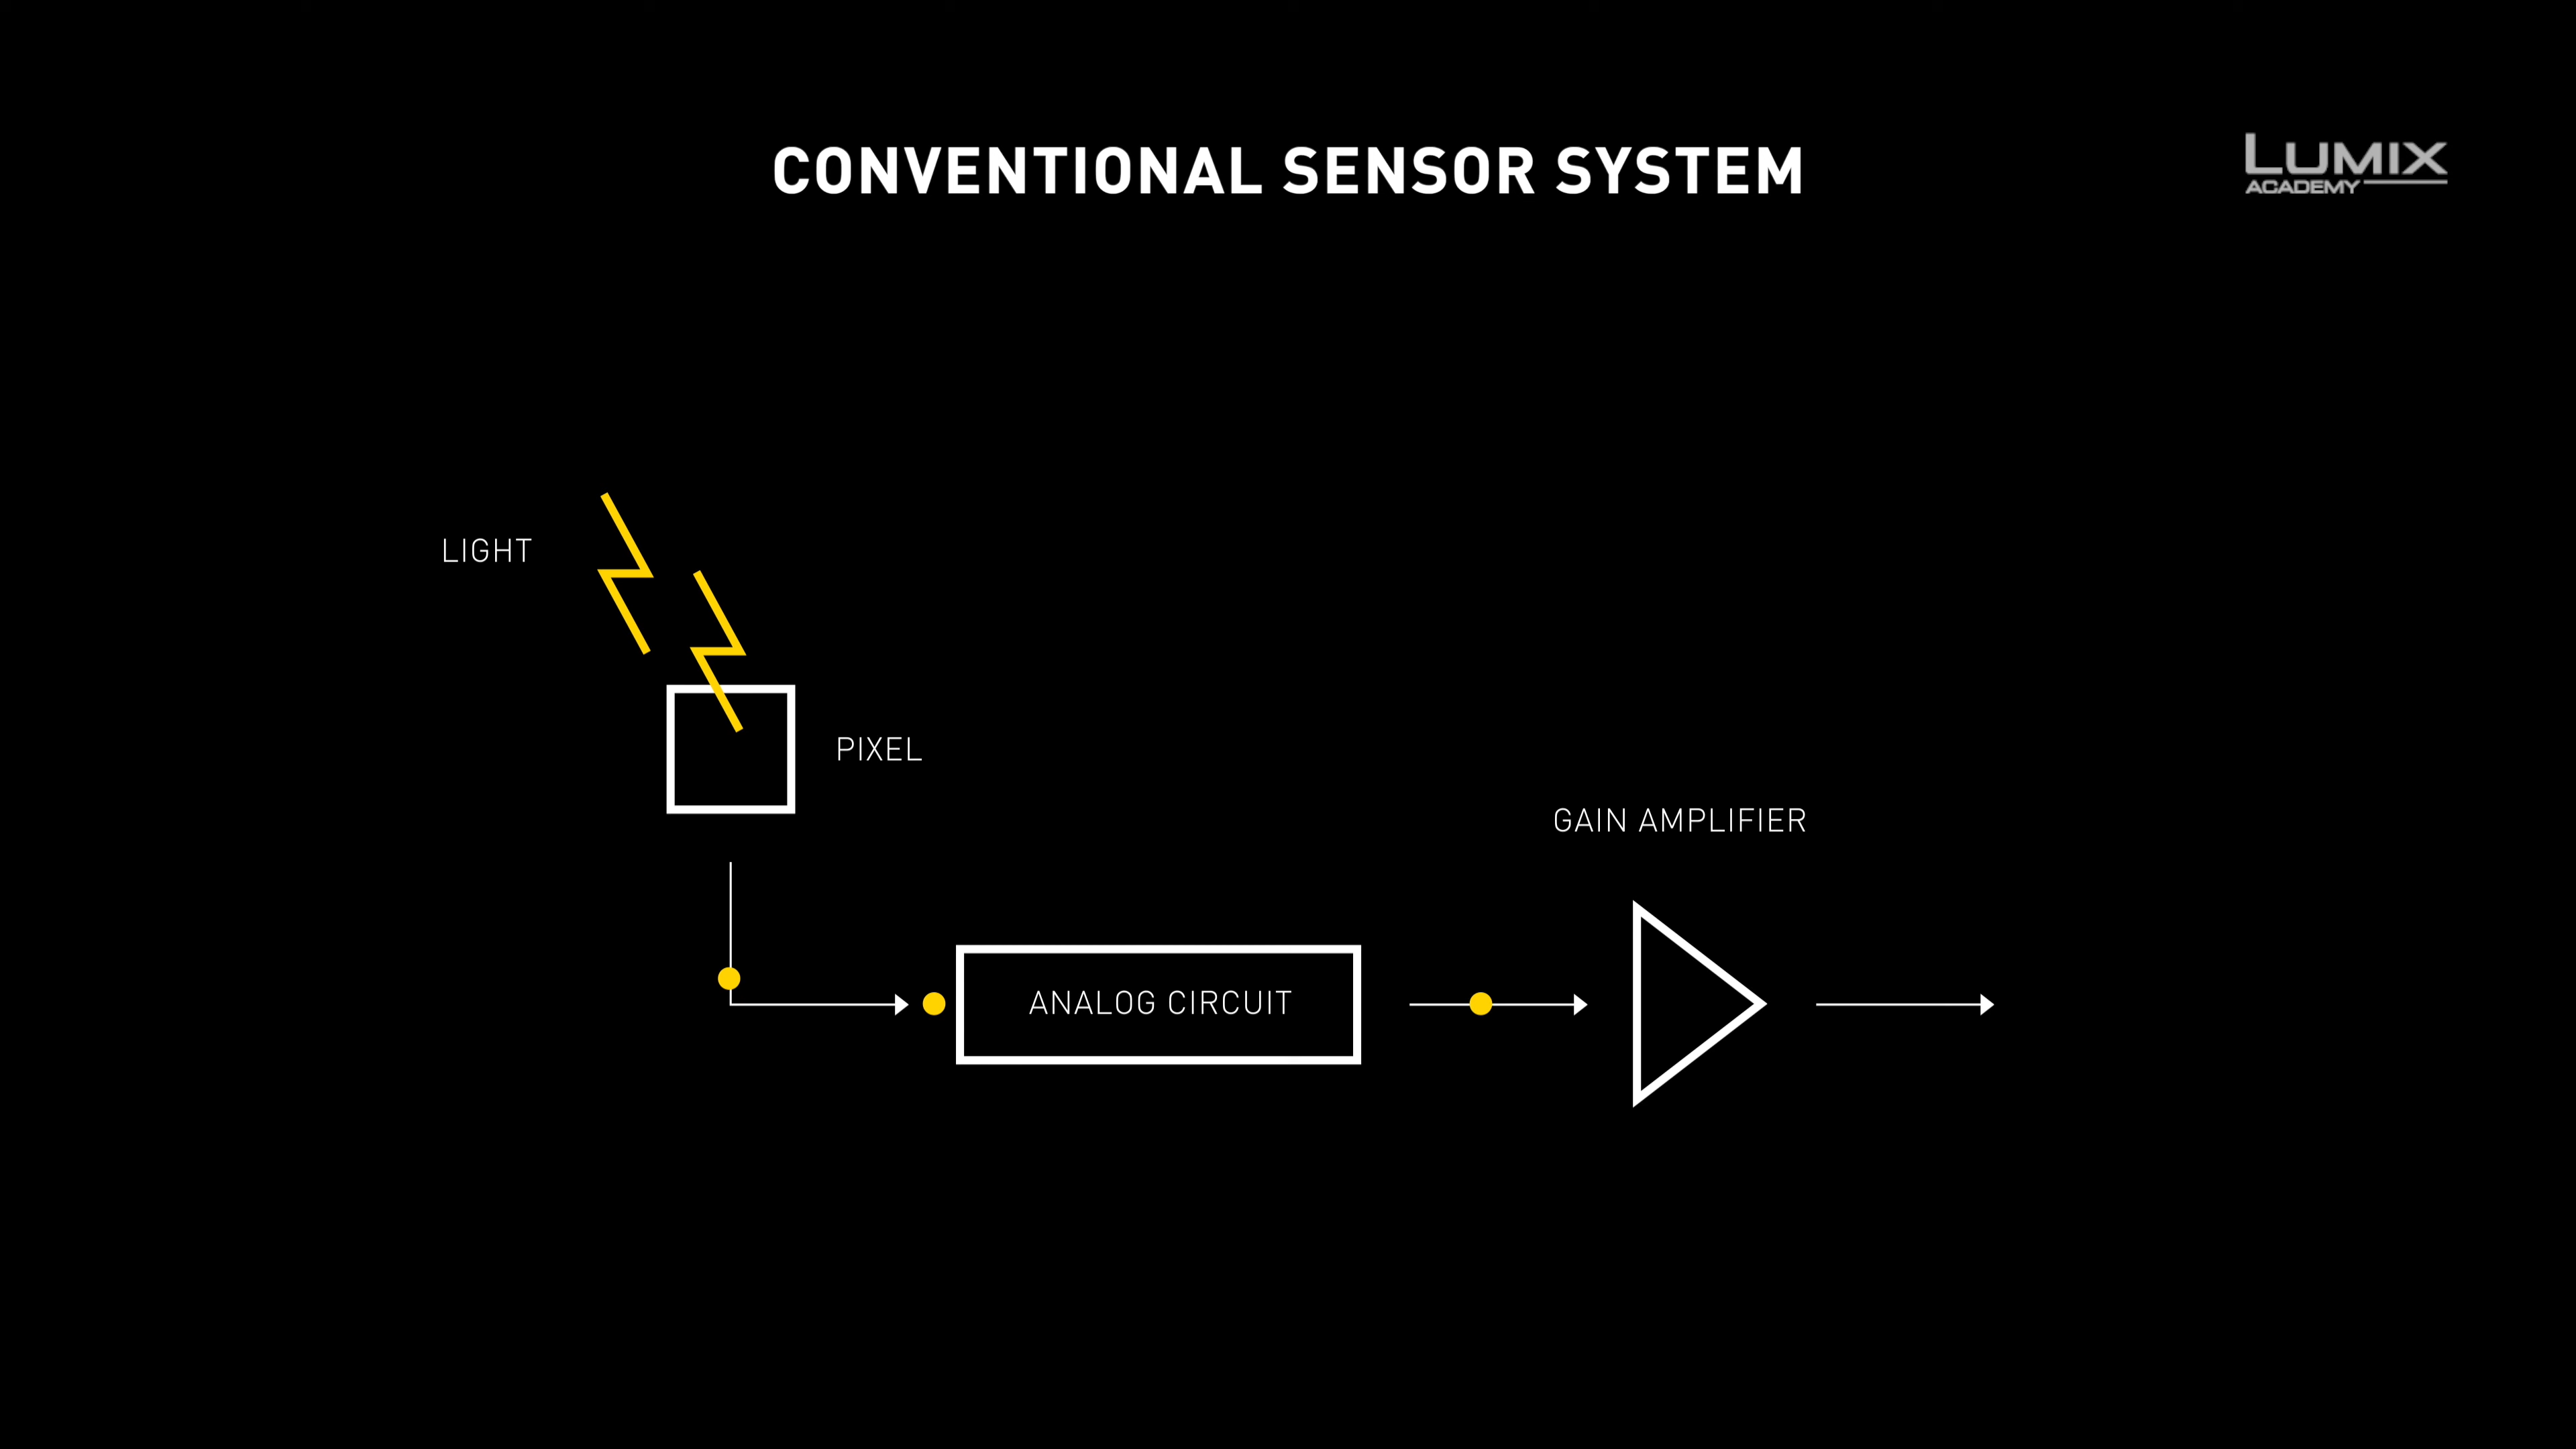 CONVENTIONAL SENSOR SYSTEM
LUMIX
ACADEMY
LIGHT
PIXEL
GAIN AMPLIFIER
ANALOG CIRCUIT